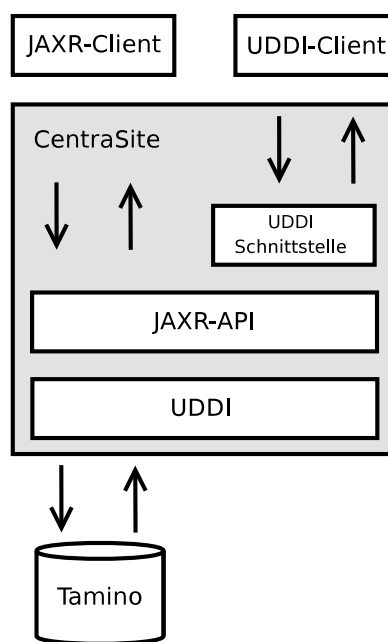 JAXR-Client
UDDI-Client
CentraSite
UDDI
Schnittstelle
JAXR-API
UDDI
Tamino